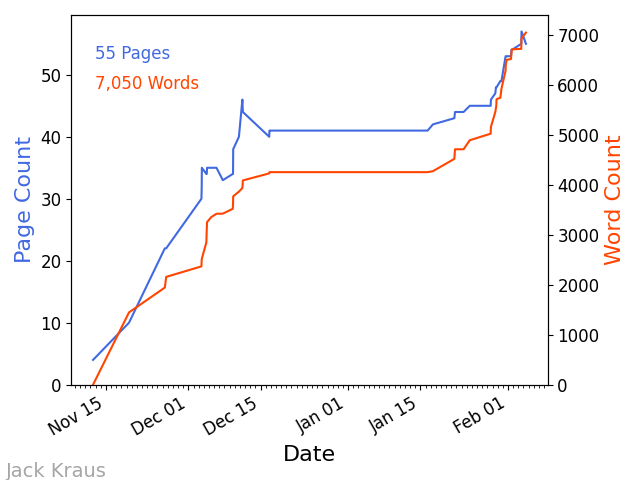 55 Pages
7,050 Words
Page Count
50
40
30
20
10
0
7000
6000
5000
4000
3000
2000
1000
0
Word Count
Nov 15
Dec 01
Dec 15
Jan 01
Jan 15
Feb 01
Date
Jack Kraus